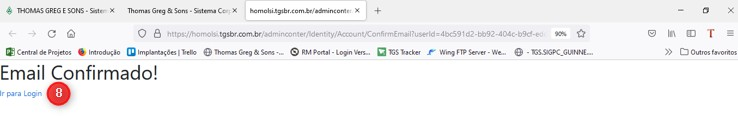 THOMAS GREG E SONS - Sistem
Thomas Greg & Sons - Sistema Corp
homolsi.tgsbr.com.br/adminconter
https://homolsi.tgsbr.com.br/adminconter/Identity/Account/ConfirmEmail?userId=4bc591d2-bb92-404c-b9cf-ed
90%
Central de Projetos
Introdução
Implantações | Trello
Thomas Greg & Sons -...
RM Portal - Login Vers...
TGS Tracker
Wing FTP Server - We...
- TGS.SIGPC_GUINNE...
Outros favoritos
Email Confirmado!
Ir para Login
8